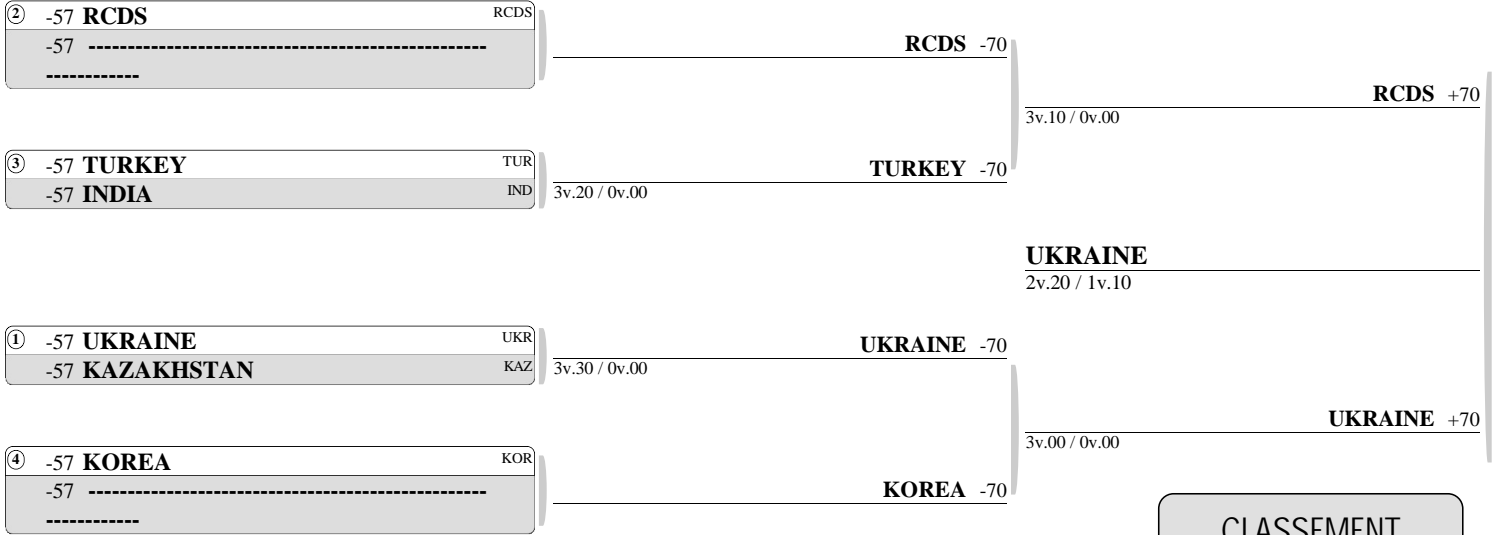 ② -57 RCDS RCDS
-57 ---------------------------------------------------
------------
RCDS -70
RCDS +70
3v.10 / 0v.00
③ -57 TURKEY TUR
-57 INDIA IND
TURKEY -70
3v.20 / 0v.00
UKRAINE
2v.20 / 1v.10
① -57 UKRAINE UKR
-57 KAZAKHSTAN KAZ
UKRAINE -70
3v.30 / 0v.00
UKRAINE +70
3v.00 / 0v.00
④ -57 KOREA KOR
-57 ---------------------------------------------------
------------
KOREA -70
CLASSEMENT